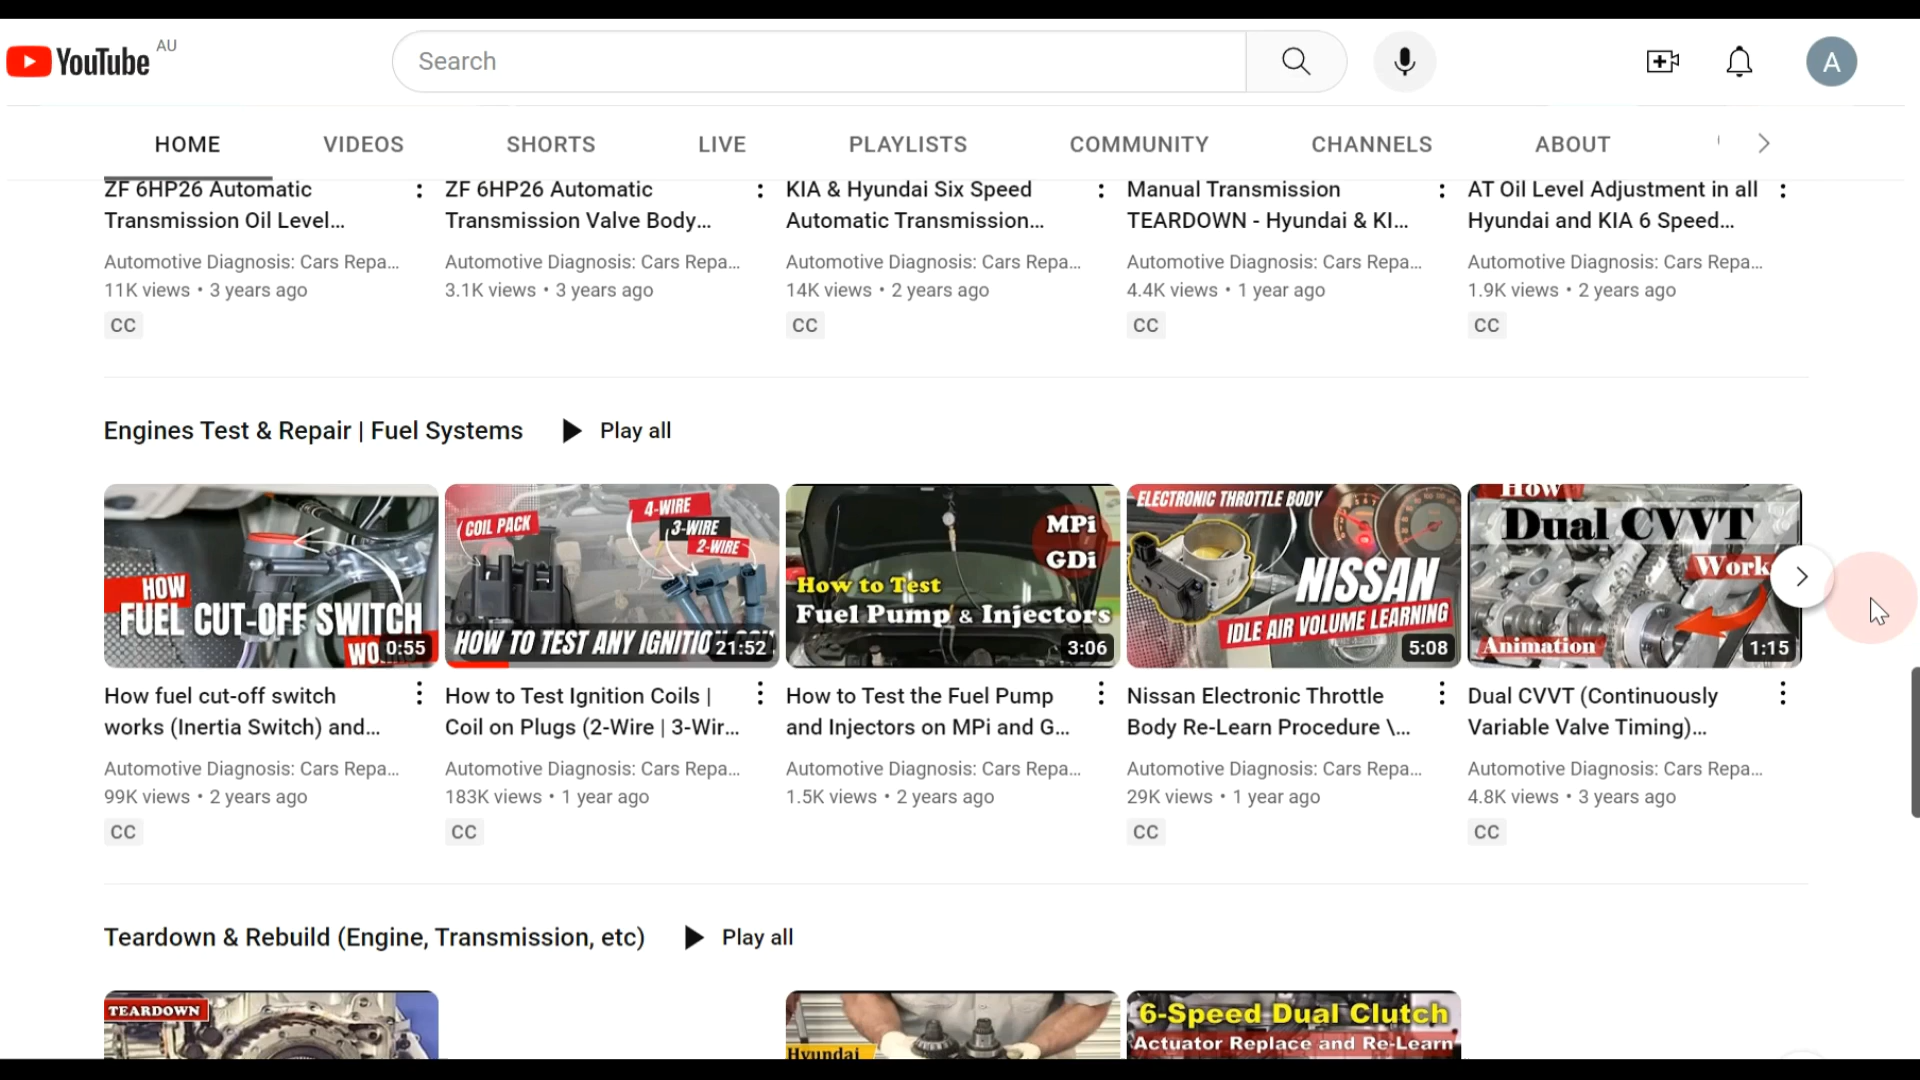 YouTube AU
Search
A
HOME VIDEOS SHORTS LIVE PLAYLISTS COMMUNITY CHANNELS ABOUT
ZF 6HP26 Automatic
Transmission Oil Level...
Automotive Diagnosis: Cars Repa...
11K views • 3 years ago
CC
ZF 6HP26 Automatic
Transmission Valve Body...
Automotive Diagnosis: Cars Repa...
3.1K views • 3 years ago
KIA & Hyundai Six Speed
Automatic Transmission...
Automotive Diagnosis: Cars Repa...
14K views • 2 years ago
CC
Manual Transmission
TEARDOWN - Hyundai & KI...
Automotive Diagnosis: Cars Repa...
4.4K views • 1 year ago
CC
AT Oil Level Adjustment in all
Hyundai and KIA 6 Speed...
Automotive Diagnosis: Cars Repa...
1.9K views • 2 years ago
CC
Engines Test & Repair | Fuel Systems Play all
HOW
FUEL CUT-OFF SWITCH
0:55
How fuel cut-off switch
works (Inertia Switch) and...
Automotive Diagnosis: Cars Repa...
99K views • 2 years ago
CC
COIL PACK
4-WIRE
3-WIRE
2-WIRE
HOW TO TEST ANY
21:52
How to Test Ignition Coils |
Coil on Plugs (2-Wire | 3-Wir...
Automotive Diagnosis: Cars Repa...
183K views • 1 year ago
CC
MPi
GDi
How to Test
Fuel Pump & Injectors
3:06
How to Test the Fuel Pump
and Injectors on MPi and G...
Automotive Diagnosis: Cars Repa...
1.5K views • 2 years ago
ELECTRONIC THROTTLE BODY
NISSAN
IDLE AIR VOLUME LEARNING
5:08
Nissan Electronic Throttle
Body Re-Learn Procedure \...
Automotive Diagnosis: Cars Repa...
29K views • 1 year ago
CC
How
Dual CVVT
Work
Animation
1:15
Dual CVVT (Continuously
Variable Valve Timing)...
Automotive Diagnosis: Cars Repa...
4.8K views • 3 years ago
CC
Teardown & Rebuild (Engine, Transmission, etc) Play all
TEARDOWN
Hyundai
6-Speed Dual Clutch
Actuator Replace and Re-Learn